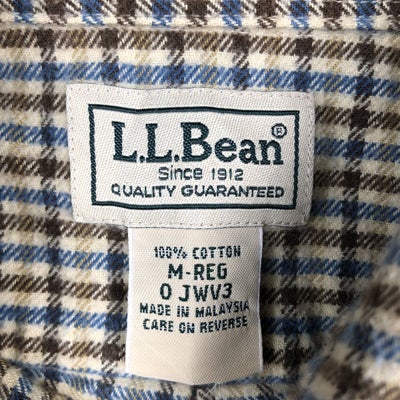 L.L.Bean®
Since 1912
QUALITY GUARANTEED
100% COTTON
M-REG
0 JWV3
MADE IN MALAYSIA
CARE ON REVERSE